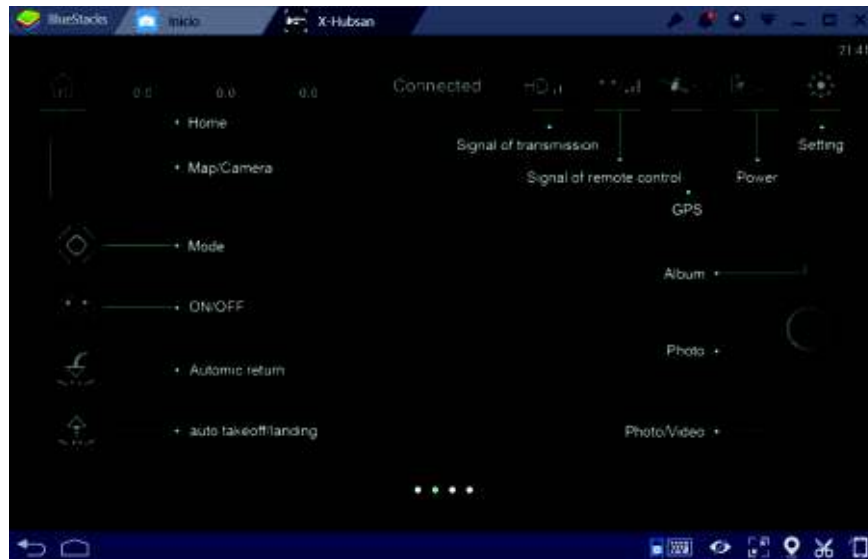 BlueStacks Inicio X-Hubsan
21:41
0.0 0.0 0.0 Connected HD
Home
Signal of transmission Setting
Map/Camera
Signal of remote control Power
GPS
Mode
Album
ON/OFF
Photo
Automic return
auto takeoff/landing
Photo/Video